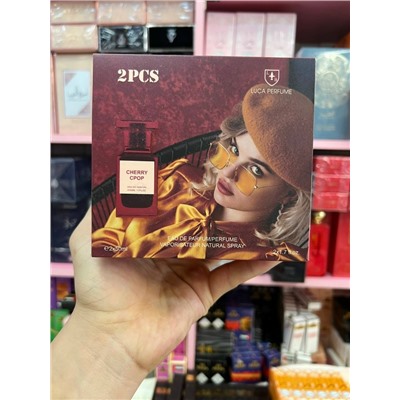 2PCS
LUCA PERFUME
CHERRY
CPOP
EAU DE PARFUM/PERFUME
VAPORISATEUR NATURAL SPRAY